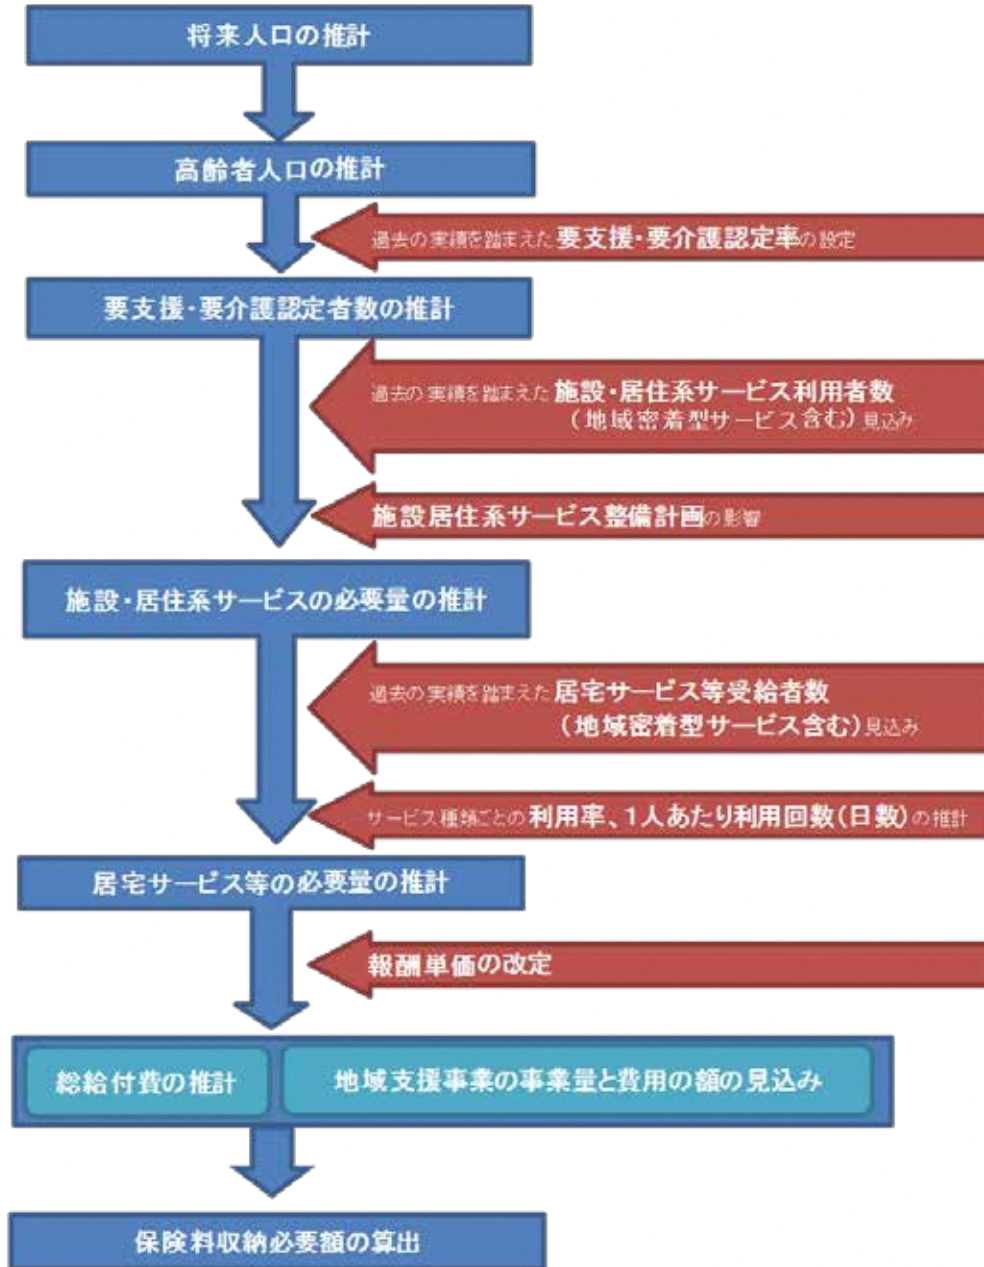 将来人口の推計
高齢者人口の推計
過去の実績を踏まえた 要支援・要介護認定率の設定
要支援・要介護認定者数の推計
過去の実績を踏まえた 施設・居住系サービス利用者数
（地域密着型サービス含む）見込み
施設居住系サービス整備計画の影響
施設・居住系サービスの必要量の推計
過去の実績を踏まえた 居宅サービス等受給者数
（地域密着型サービス含む）見込み
サービス種類ごとの 利用率、1人あたり利用回数（日数）の推計
居宅サービス等の必要量の推計
報酬単価の改定
総給付費の推計 地域支援事業の事業量と費用の額の見込み
保険料収納必要額の算出